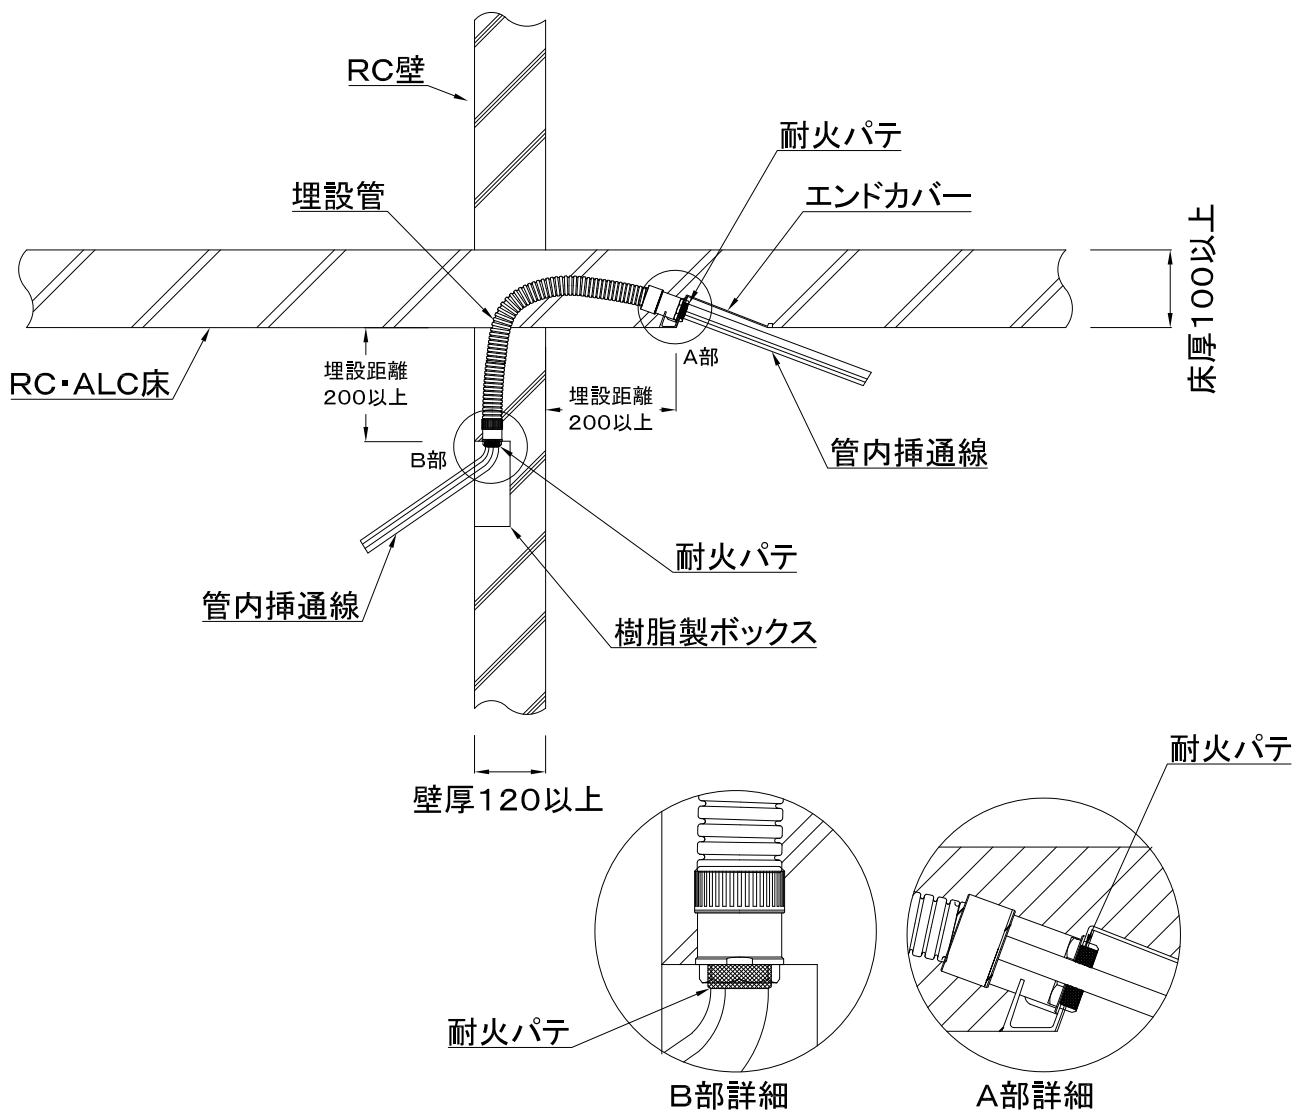 RC壁
耐火パテ
埋設管
エンドカバー
床厚100以上
RC・ALC床
埋設距離
200以上
A部
埋設距離
200以上
B部
管内挿通線
耐火パテ
管内挿通線
樹脂製ボックス
壁厚120以上
耐火パテ
耐火パテ
B部詳細
A部詳細